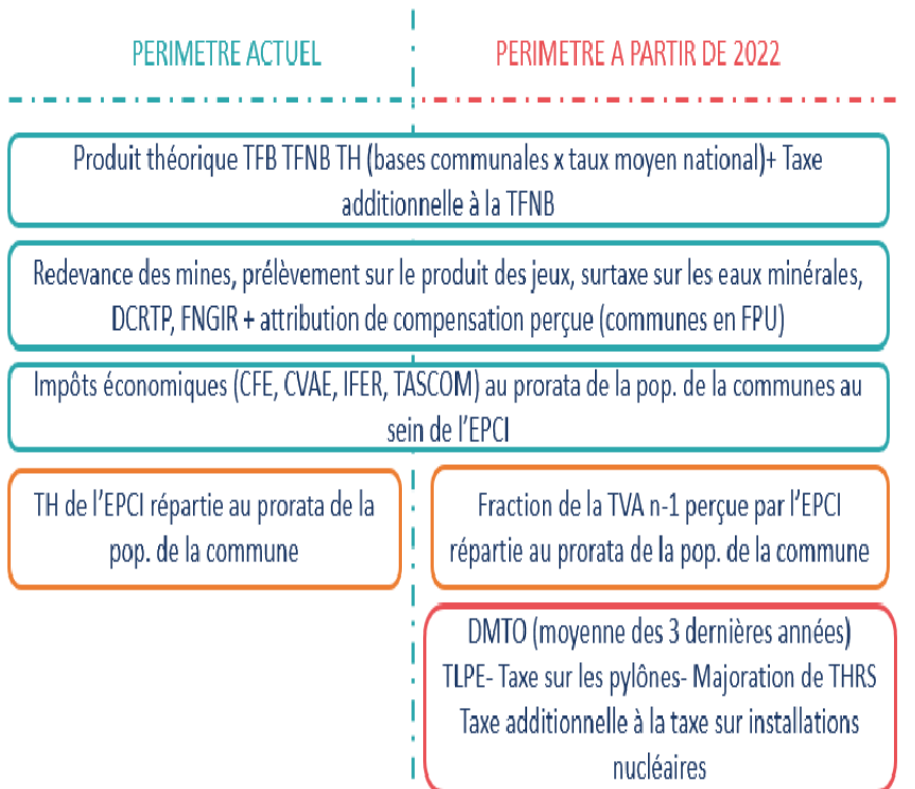 PERIMETRE ACTUEL
PERIMETRE A PARTIR DE 2022
Produit théorique TFB TFNB TH (bases communales x taux moyen national)+ Taxe
additionnelle à la TFNB
Redevance des mines, prélèvement sur le produit des jeux, surtaxe sur les eaux minérales,
DCRTP, FNGIR + attribution de compensation perçue (communes en FPU)
Impôts économiques (CFE, CVAE, IFER, TASCOM) au prorata de la pop. de la communes au
sein de l'EPCI
TH de l'EPCI répartie au prorata de la
pop. de la commune
Fraction de la TVA n-1 perçue par l'EPCI
répartie au prorata de la pop. de la commune
DMTO (moyenne des 3 dernières années)
TLPE- Taxe sur les pylônes- Majoration de THRS
Taxe additionnelle à la taxe sur installations
nucléaires